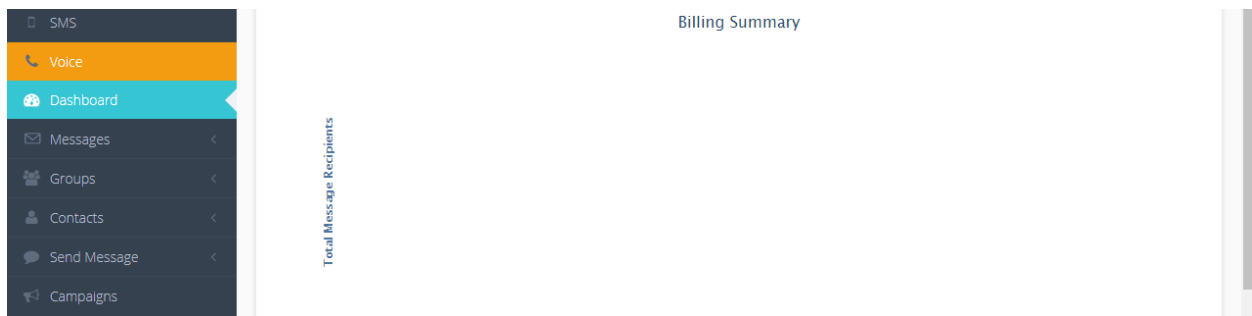 SMS
Voice
Dashboard
Messages
Groups
Contacts
Send Message
Campaigns
Billing Summary
Total Message Recipients